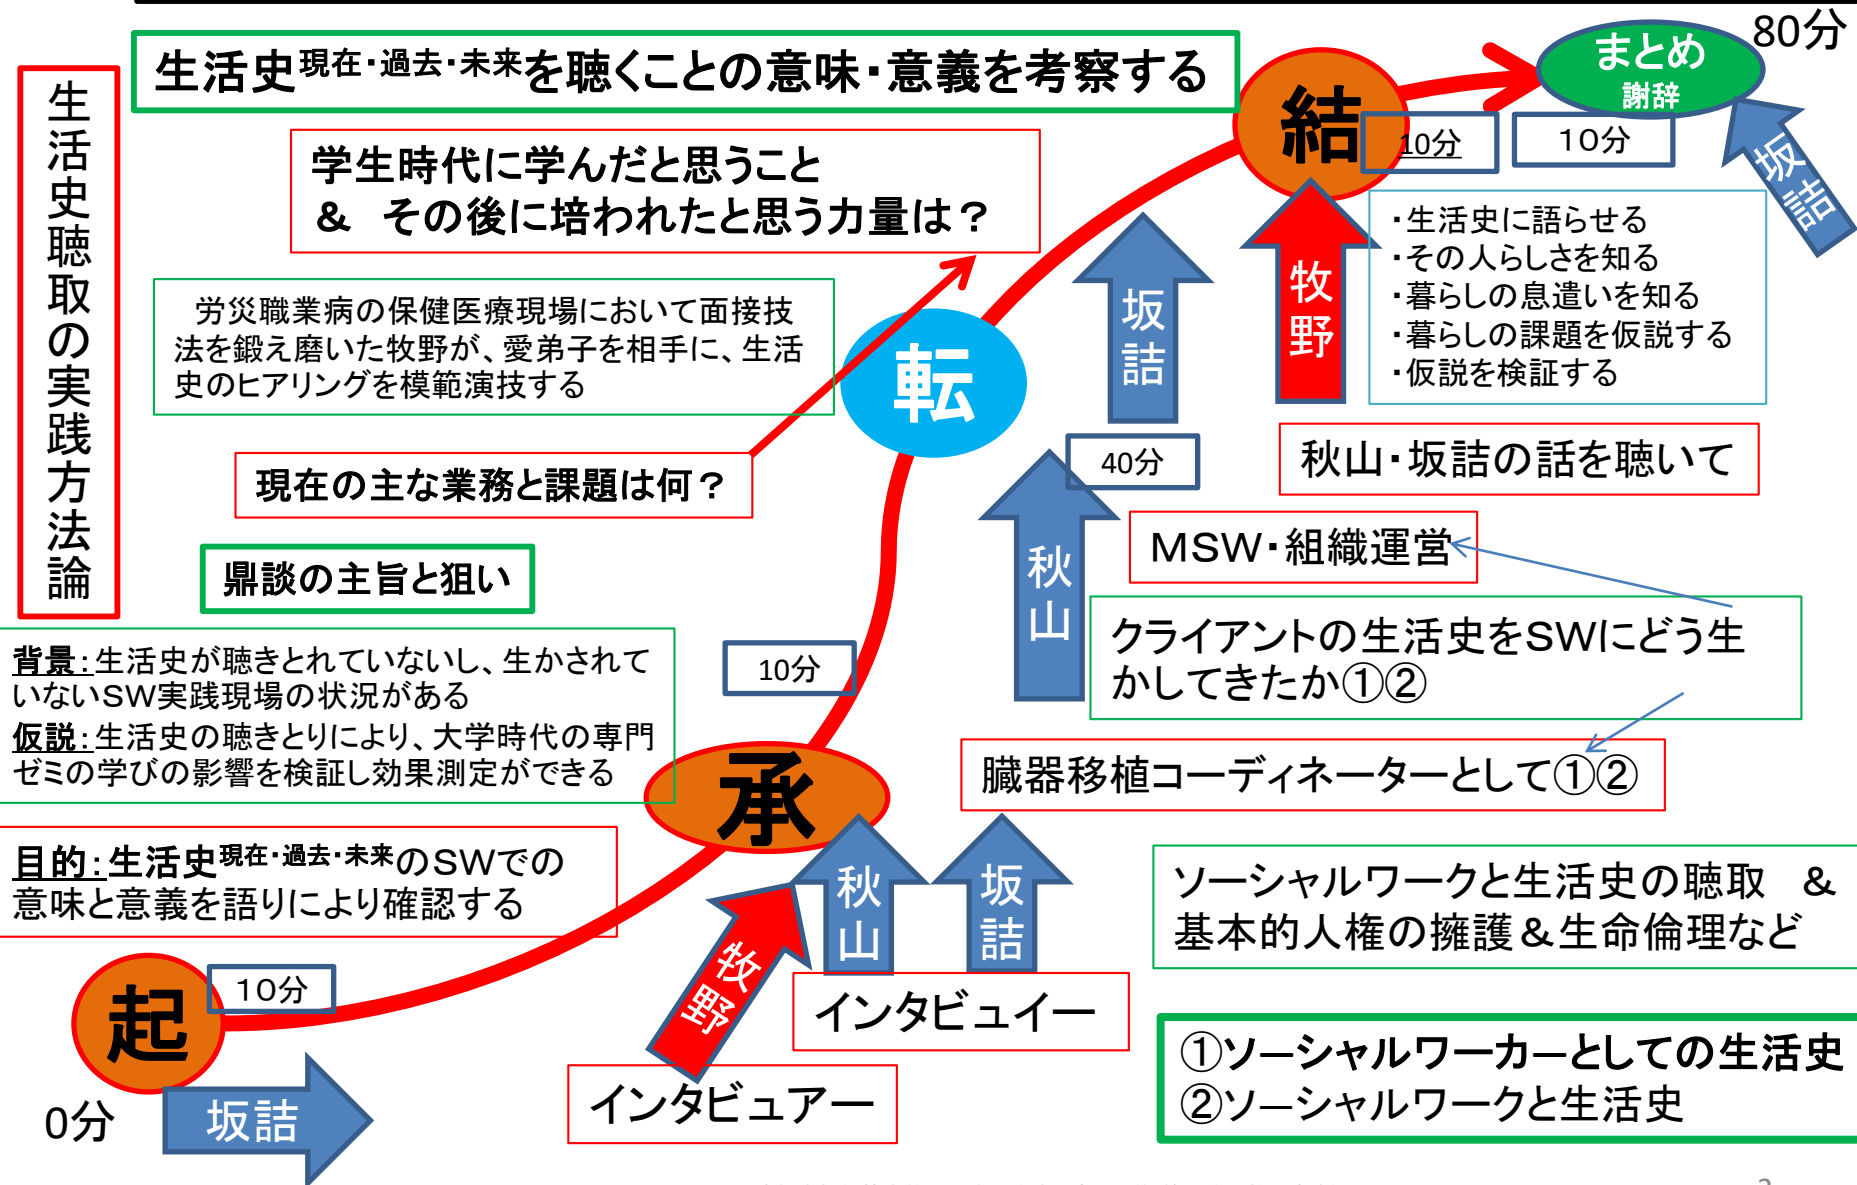 生活史現在・過去・未来を聴くことの意味・意義を考察する
80分
まとめ
謝辞
生活史聴取の実践方法論
結
10分
１０分
坂詰
学生時代に学んだと思うこと
＆　その後に培われたと思う力量は？
・生活史に語らせる
・その人らしさを知る
・暮らしの息遣いを知る
・暮らしの課題を仮説する
・仮説を検証する
牧野
坂詰
労災職業病の保健医療現場において面接技
法を鍛え磨いた牧野が、愛弟子を相手に、生活
史のヒアリングを模範演技する
転
40分
秋山・坂詰の話を聴いて
現在の主な業務と課題は何？
秋山
ＭＳＷ・組織運営
鼎談の主旨と狙い
クライアントの生活史をＳＷにどう生
かしてきたか①②
背景：生活史が聴きとれていないし、生かされて
いないＳＷ実践現場の状況がある
仮説：生活史の聴きとりにより、大学時代の専門
ゼミの学びの影響を検証し効果測定ができる
10分
承
臓器移植コーディネーターとして①②
目的：生活史現在・過去・未来のＳＷでの
意味と意義を語りにより確認する
秋山
坂詰
牧野
ソーシャルワークと生活史の聴取　＆
基本的人権の擁護＆生命倫理など
起
１０分
インタビュイー
インタビュアー
0分
坂詰
①ソ―シャルワーカ―としての生活史
②ソ―シャルワークと生活史